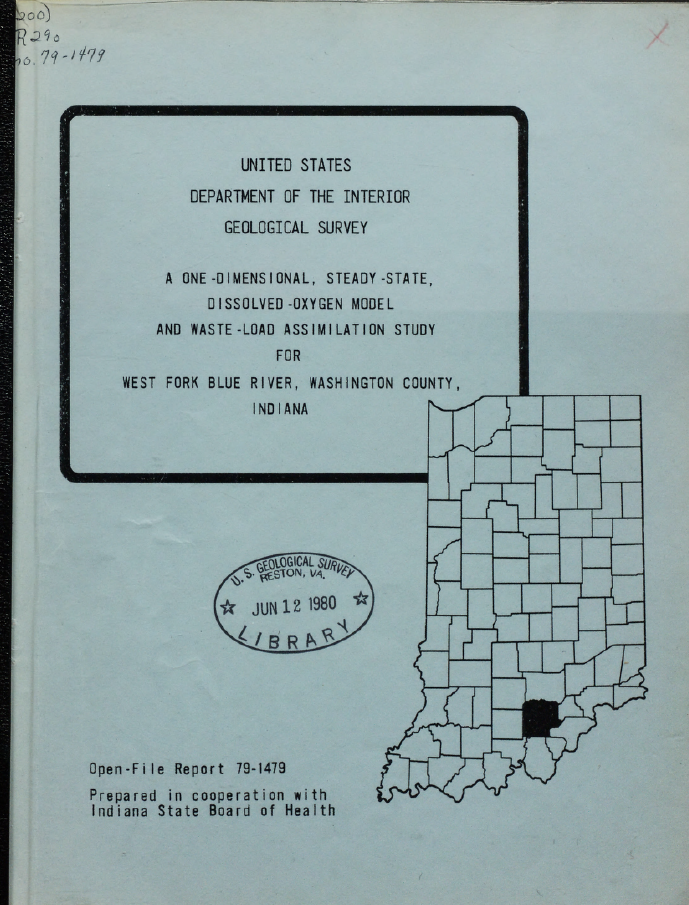 200)
R290
no. 79-1479
UNITED STATES
DEPARTMENT OF THE INTERIOR
GEOLOGICAL SURVEY
A ONE-DIMENSIONAL, STEADY-STATE,
DISSOLVED-OXYGEN MODEL
AND WASTE-LOAD ASSIMILATION STUDY
FOR
WEST FORK BLUE RIVER, WASHINGTON COUNTY,
INDIANA
U. S. GEOLOGICAL SURVEY
RESTON, VA.
JUN 12 1980
LIBRARY
Open-File Report 79-1479
Prepared in cooperation with
Indiana State Board of Health